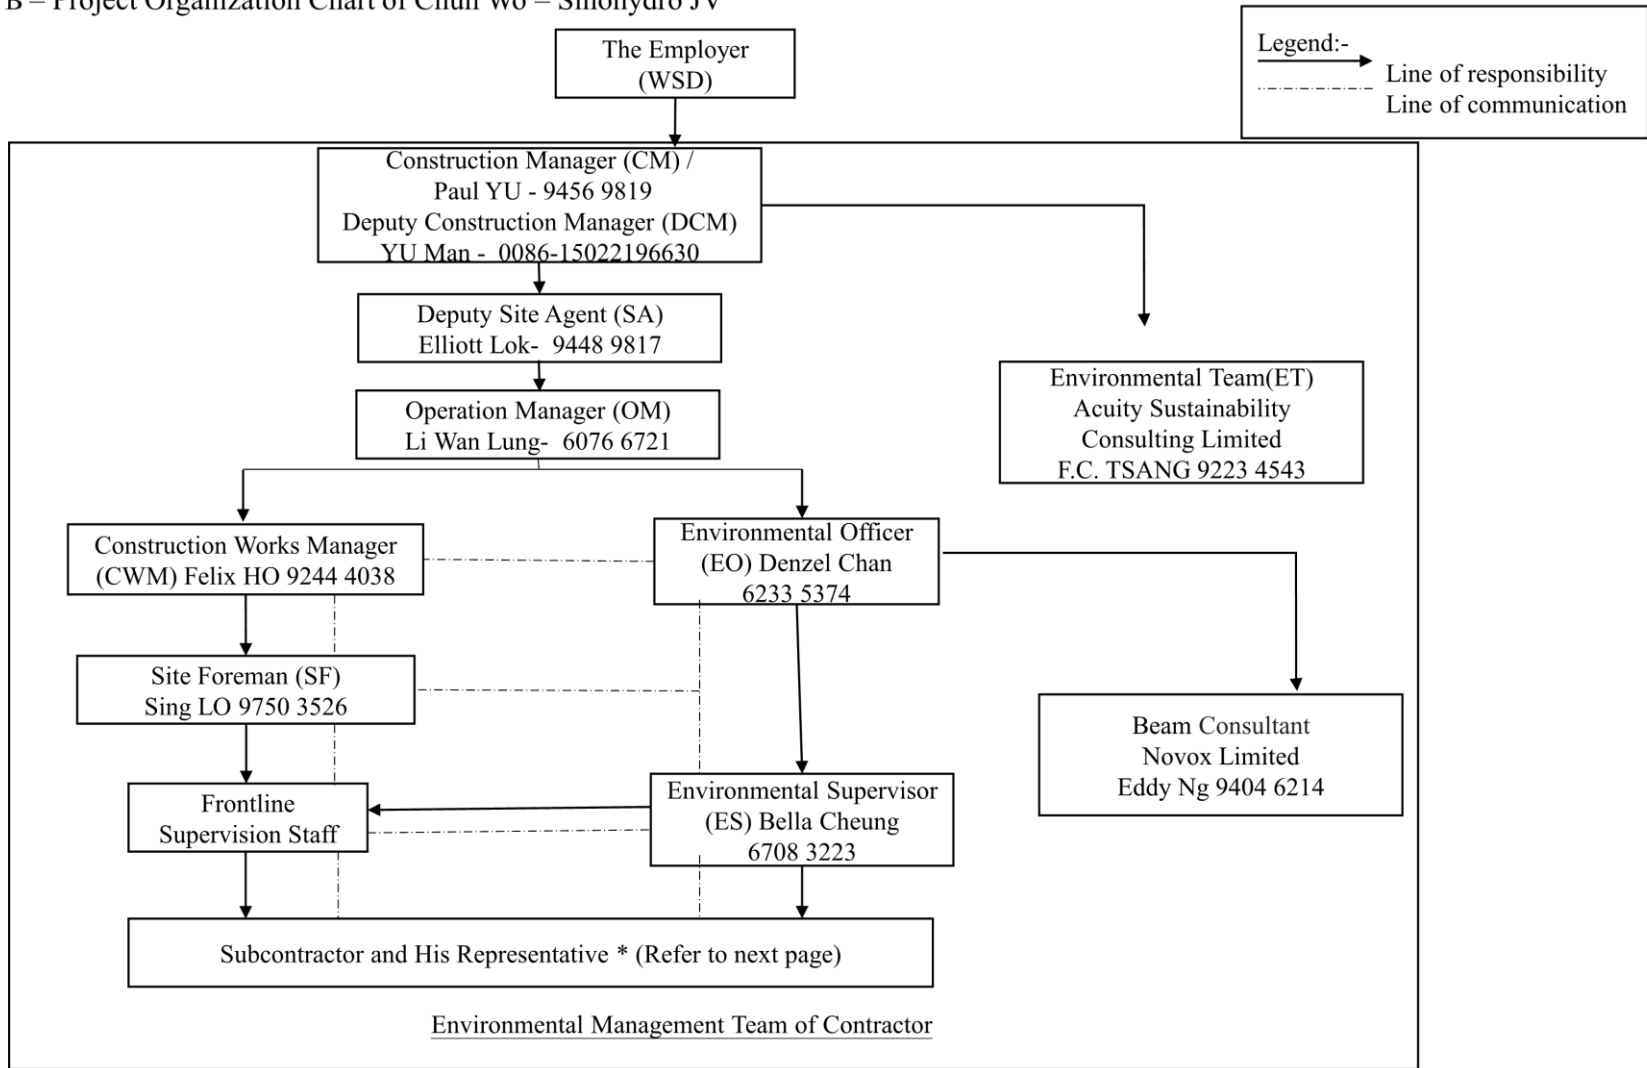 B – Project Organization Chart of Chun Wo – Sinohydro JV
Legend:-
Line of responsibility
Line of communication
The Employer
(WSD)
Construction Manager (CM) /
Paul YU - 9456 9819
Deputy Construction Manager (DCM)
YU Man - 0086-15022196630
Deputy Site Agent (SA)
Elliott Lok- 9448 9817
Operation Manager (OM)
Li Wan Lung- 6076 6721
Environmental Team(ET)
Acuity Sustainability
Consulting Limited
F.C. TSANG 9223 4543
Construction Works Manager
(CWM) Felix HO 9244 4038
Environmental Officer
(EO) Denzel Chan
6233 5374
Site Foreman (SF)
Sing LO 9750 3526
Beam Consultant
Novox Limited
Eddy Ng 9404 6214
Frontline
Supervision Staff
Environmental Supervisor
(ES) Bella Cheung
6708 3223
Subcontractor and His Representative * (Refer to next page)
Environmental Management Team of Contractor